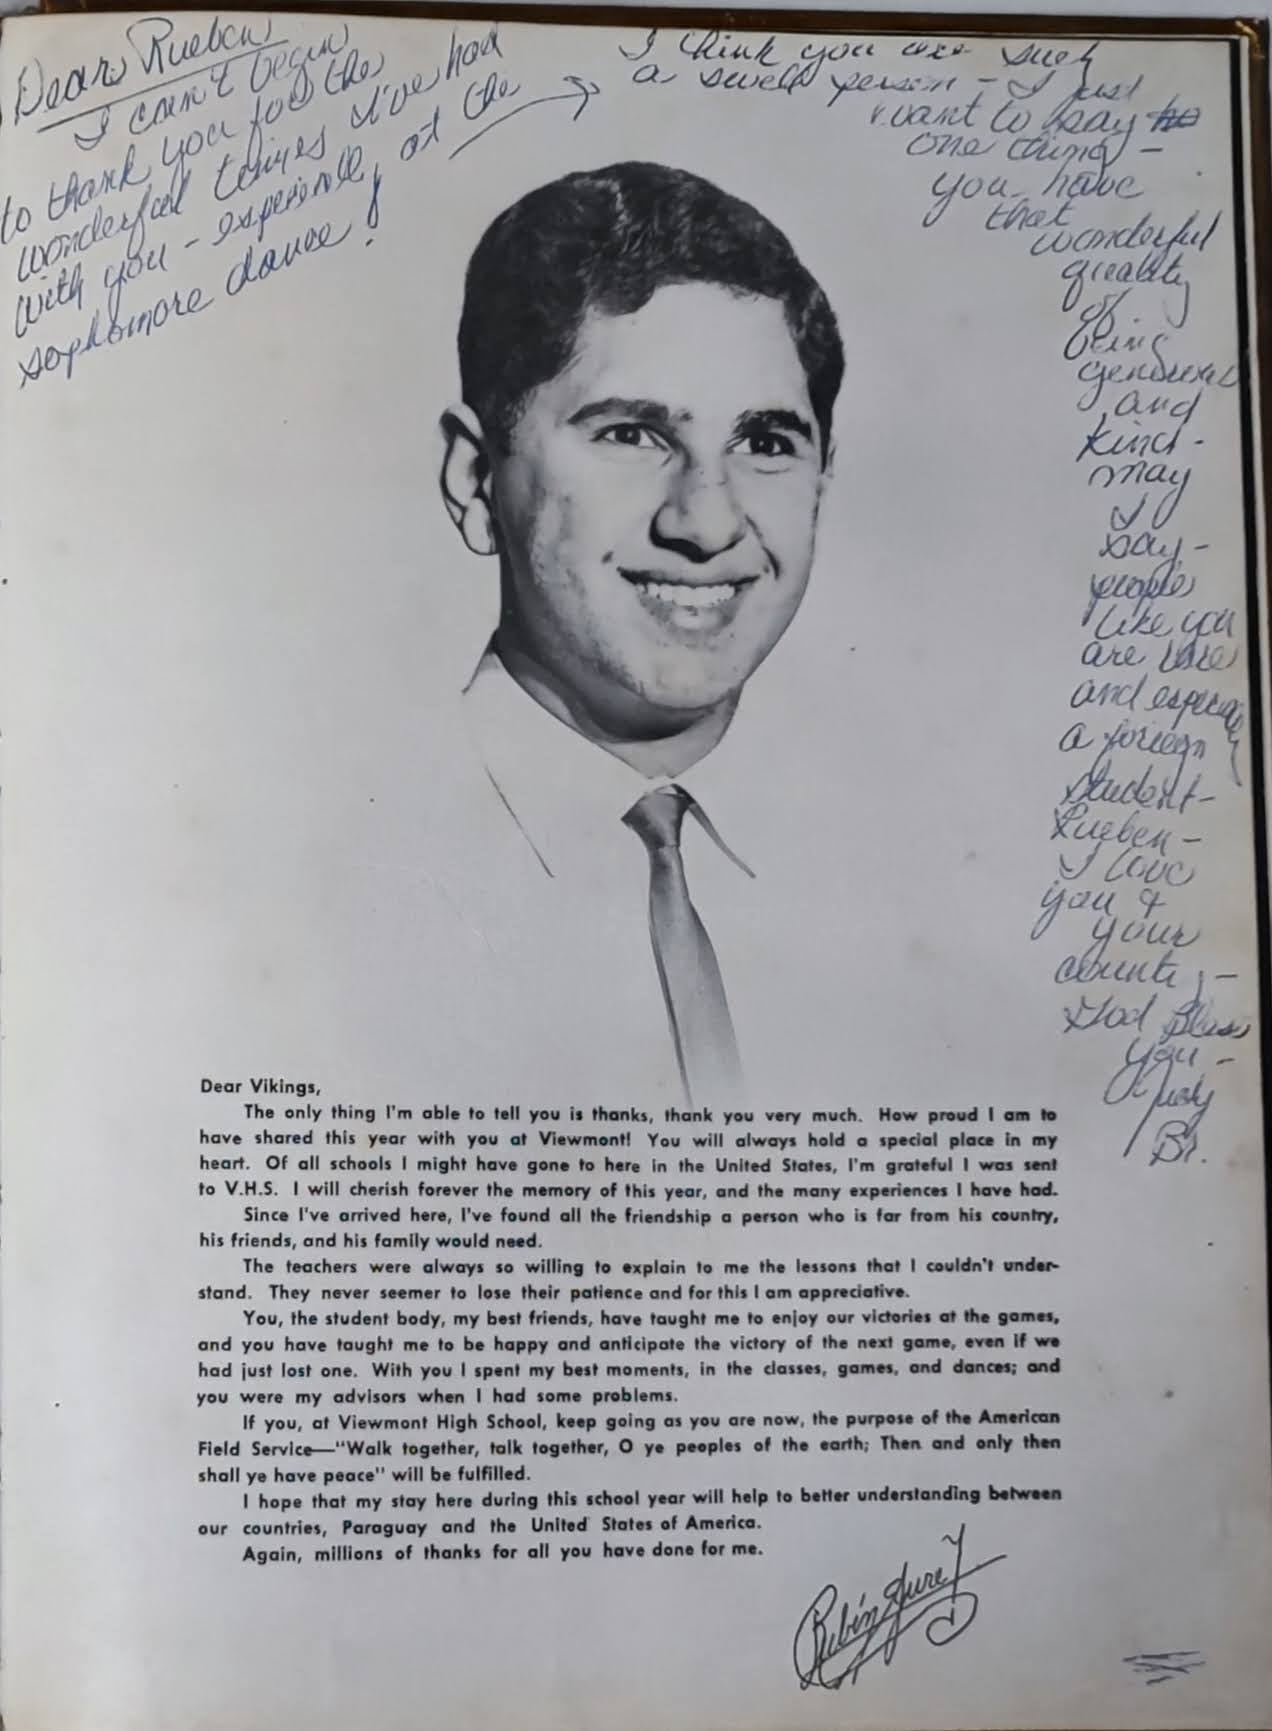 Dear Rueben
I can't begin
to thank you for the
wonderful times I've had
with you - especially at the
sophomore dance!
I think you are such
a swell person - I just
want to say
one thing -
you have
that
wonderful
quality
of
being
generous
and
kind -
may
I
say -
people
like you
are rare
and especially
a foriegn
student -
Rueben -
I love
you &
your
country -
God Bless
you -
Judy
Br.
Dear Vikings,
The only thing I'm able to tell you is thanks, thank you very much. How proud I am to
have shared this year with you at Viewmont! You will always hold a special place in my
heart. Of all schools I might have gone to here in the United States, I'm grateful I was sent
to V.H.S. I will cherish forever the memory of this year, and the many experiences I have had.
Since I've arrived here, I've found all the friendship a person who is far from his country,
his friends, and his family would need.
The teachers were always so willing to explain to me the lessons that I couldn't under-
stand. They never seemer to lose their patience and for this I am appreciative.
You, the student body, my best friends, have taught me to enjoy our victories at the games,
and you have taught me to be happy and anticipate the victory of the next game, even if we
had just lost one. With you I spent my best moments, in the classes, games, and dances; and
you were my advisors when I had some problems.
If you, at Viewmont High School, keep going as you are now, the purpose of the American
Field Service—"Walk together, talk together, O ye peoples of the earth; Then and only then
shall ye have peace" will be fulfilled.
I hope that my stay here during this school year will help to better understanding between
our countries, Paraguay and the United States of America.
Again, millions of thanks for all you have done for me.
Rubén